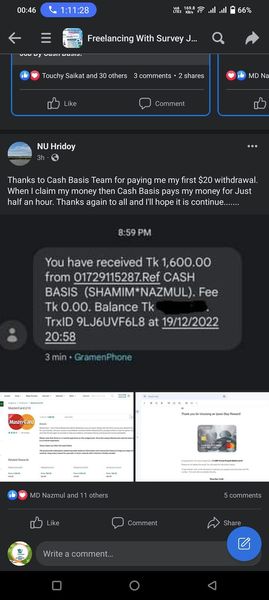 00:46
1:11:28
66%
Freelancing With Survey J...
Job by Cash Basis.
Touchy Saikat and 30 others 3 comments • 2 shares
MD Na
Like Comment
NU Hridoy
3h
Thanks to Cash Basis Team for paying me my first $20 withdrawal.
When I claim my money then Cash Basis pays my money for Just
half an hour. Thanks again to all and I'll hope it is continue.......
8:59 PM
You have received Tk 1,600.00
from 01729115287.Ref CASH
BASIS (SHAMIM*NAZMUL). Fee
Tk 0.00. Balance Tk
TrxID 9LJ6UVF6L8 at 19/12/2022
20:58
3 min • GramenPhone
MasterCard
MD Nazmul and 11 others 5 comments
Like Comment Share
Write a comment...